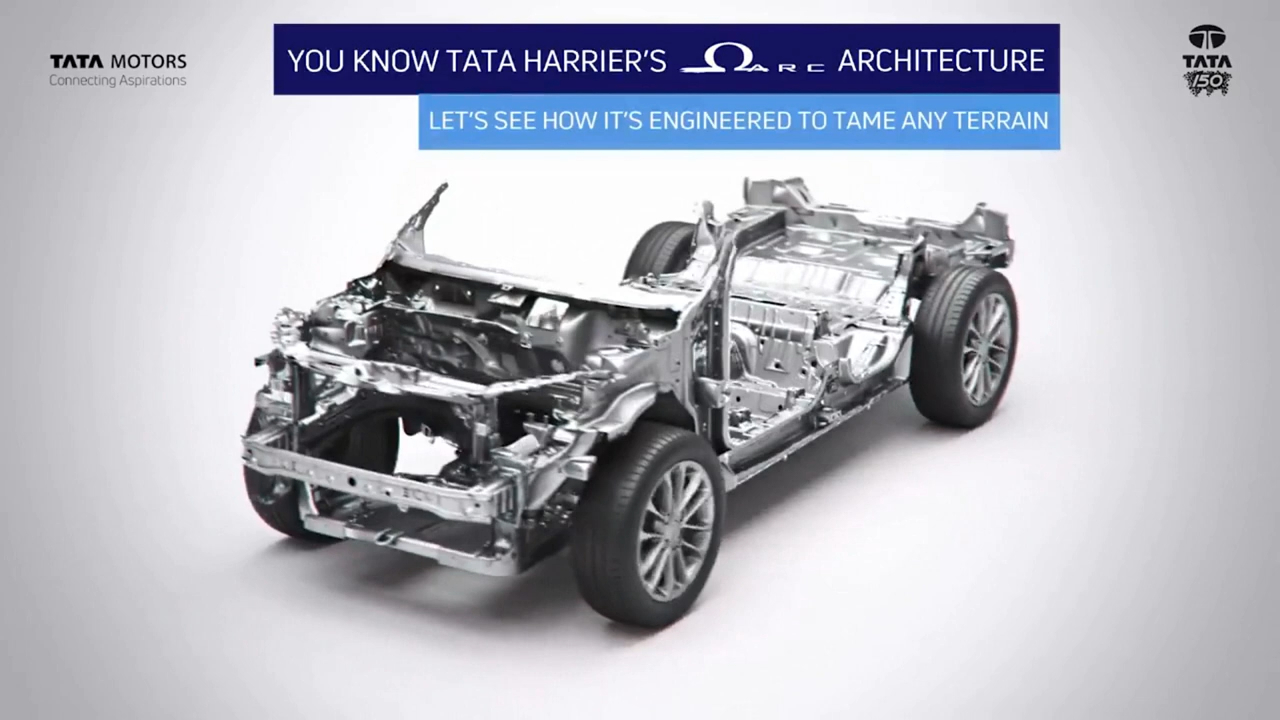 TATA MOTORS
Connecting Aspirations
YOU KNOW TATA HARRIER'S ΩARC ARCHITECTURE
LET'S SEE HOW IT'S ENGINEERED TO TAME ANY TERRAIN
TATA
150